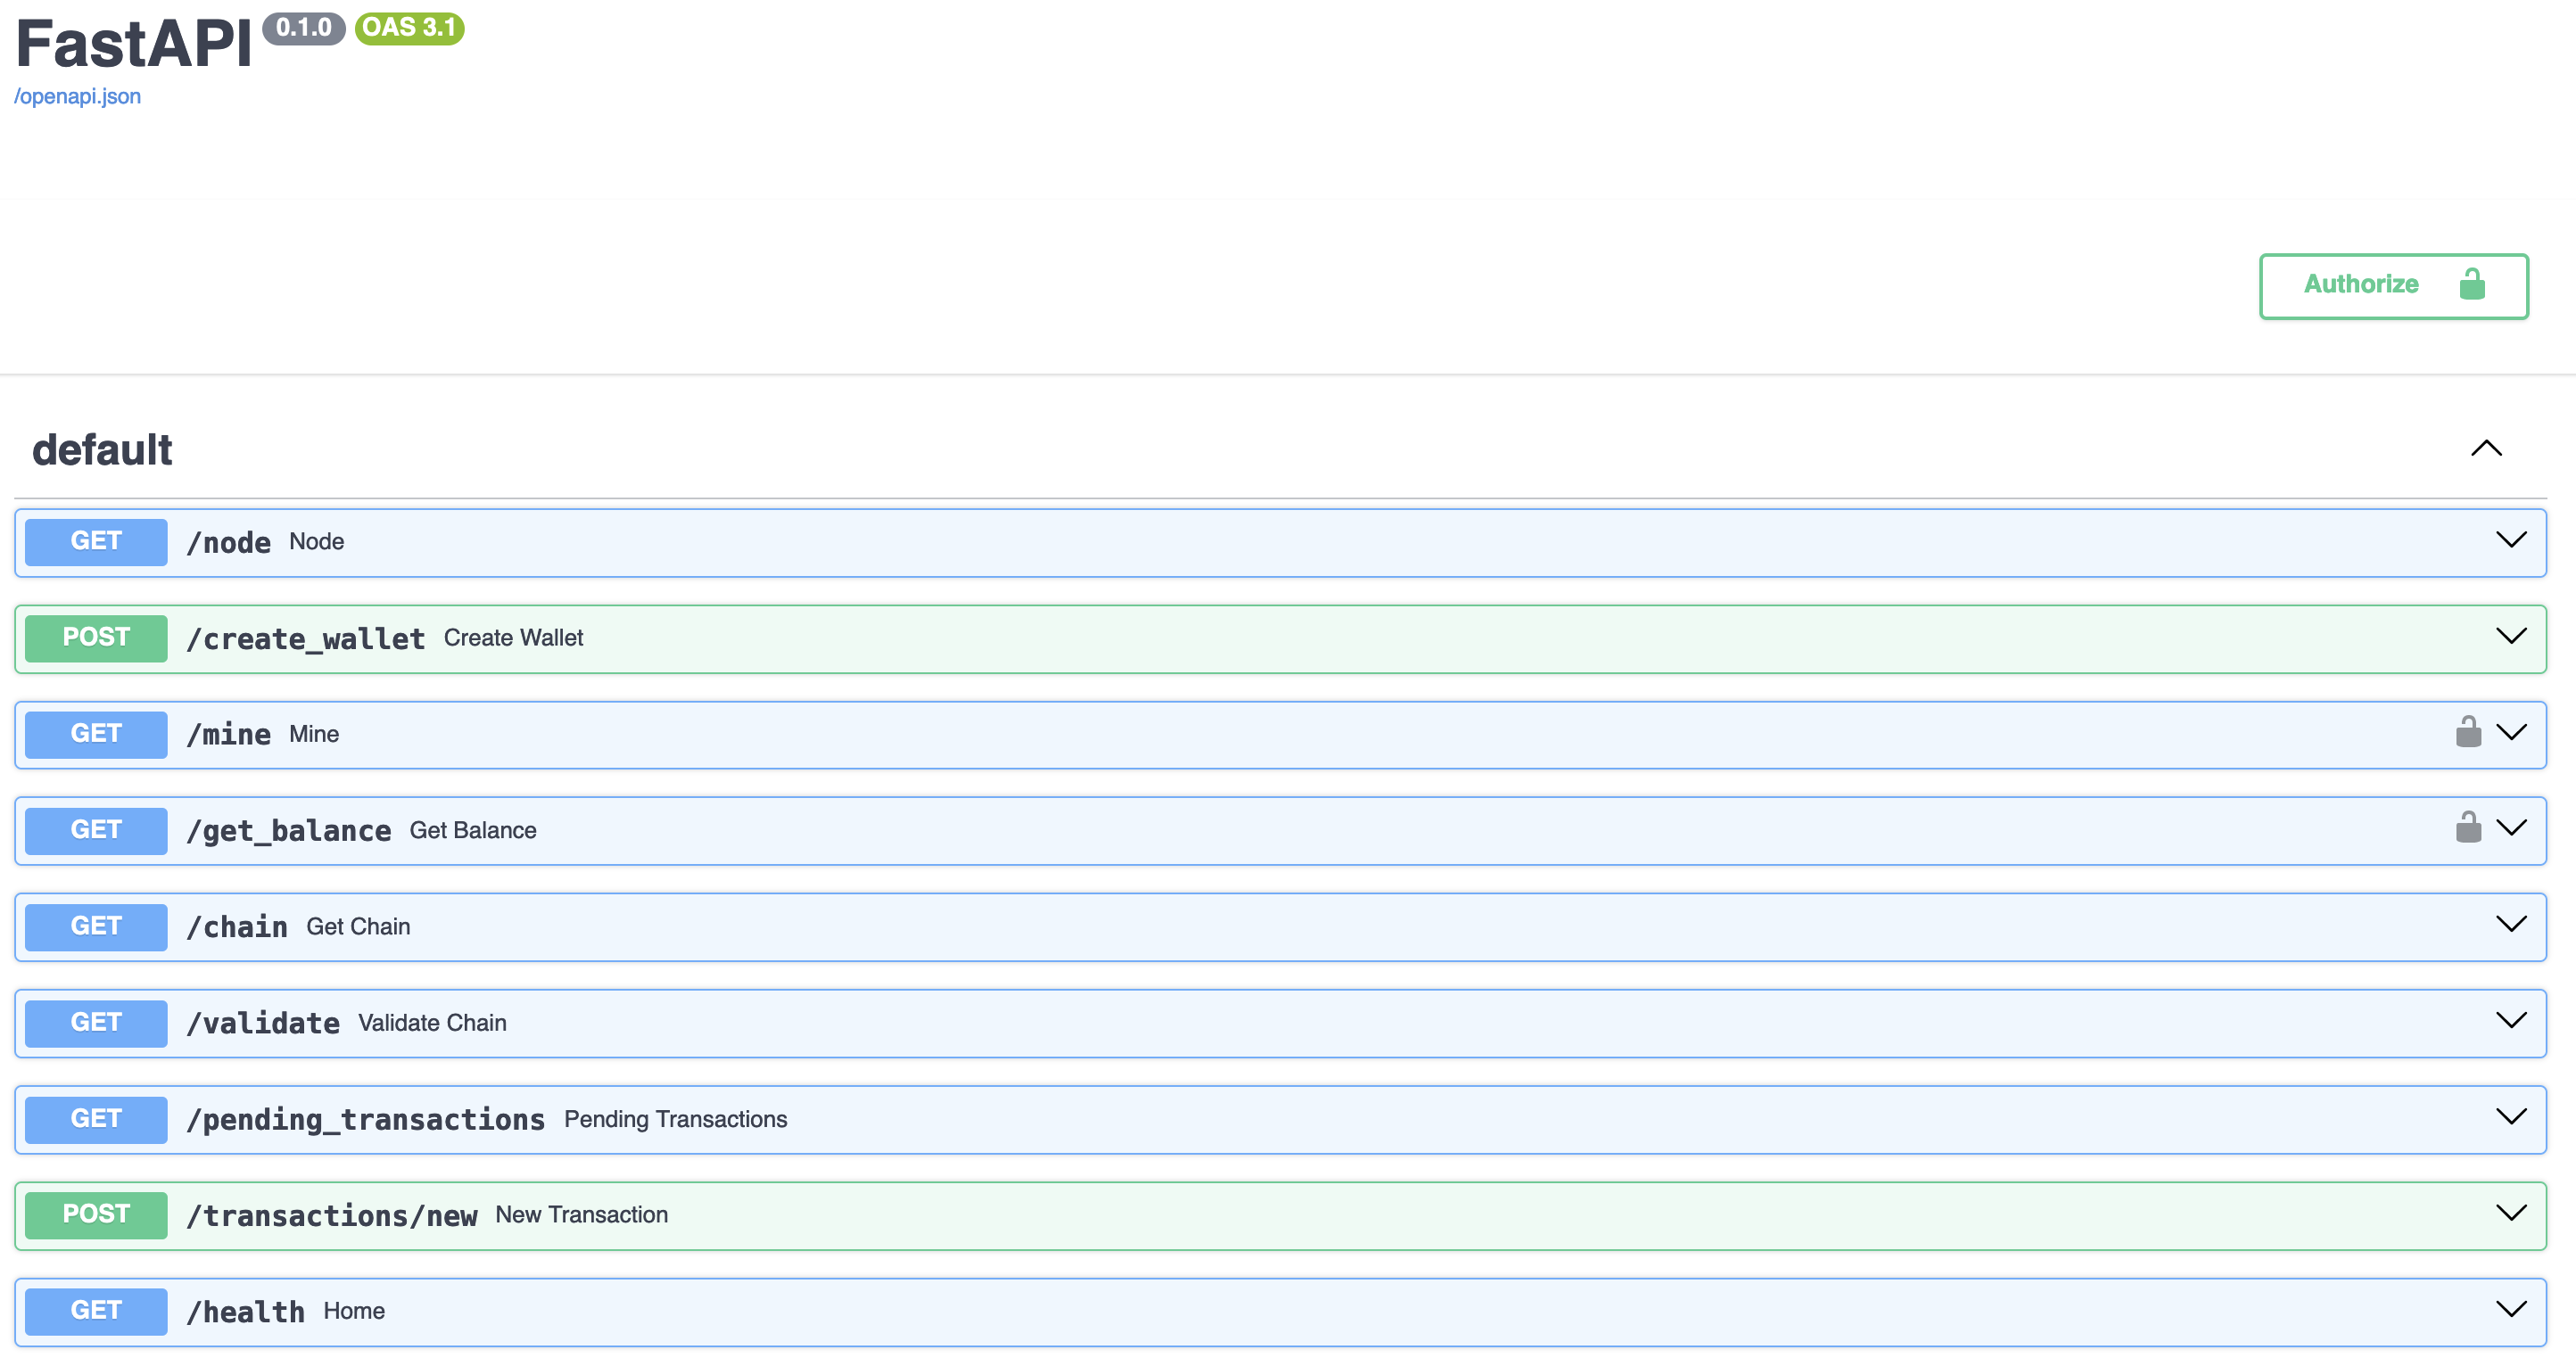 FastAPI 0.1.0 OAS 3.1
/openapi.json
Authorize
default
GET /node Node
POST /create_wallet Create Wallet
GET /mine Mine
GET /get_balance Get Balance
GET /chain Get Chain
GET /validate Validate Chain
GET /pending_transactions Pending Transactions
POST /transactions/new New Transaction
GET /health Home